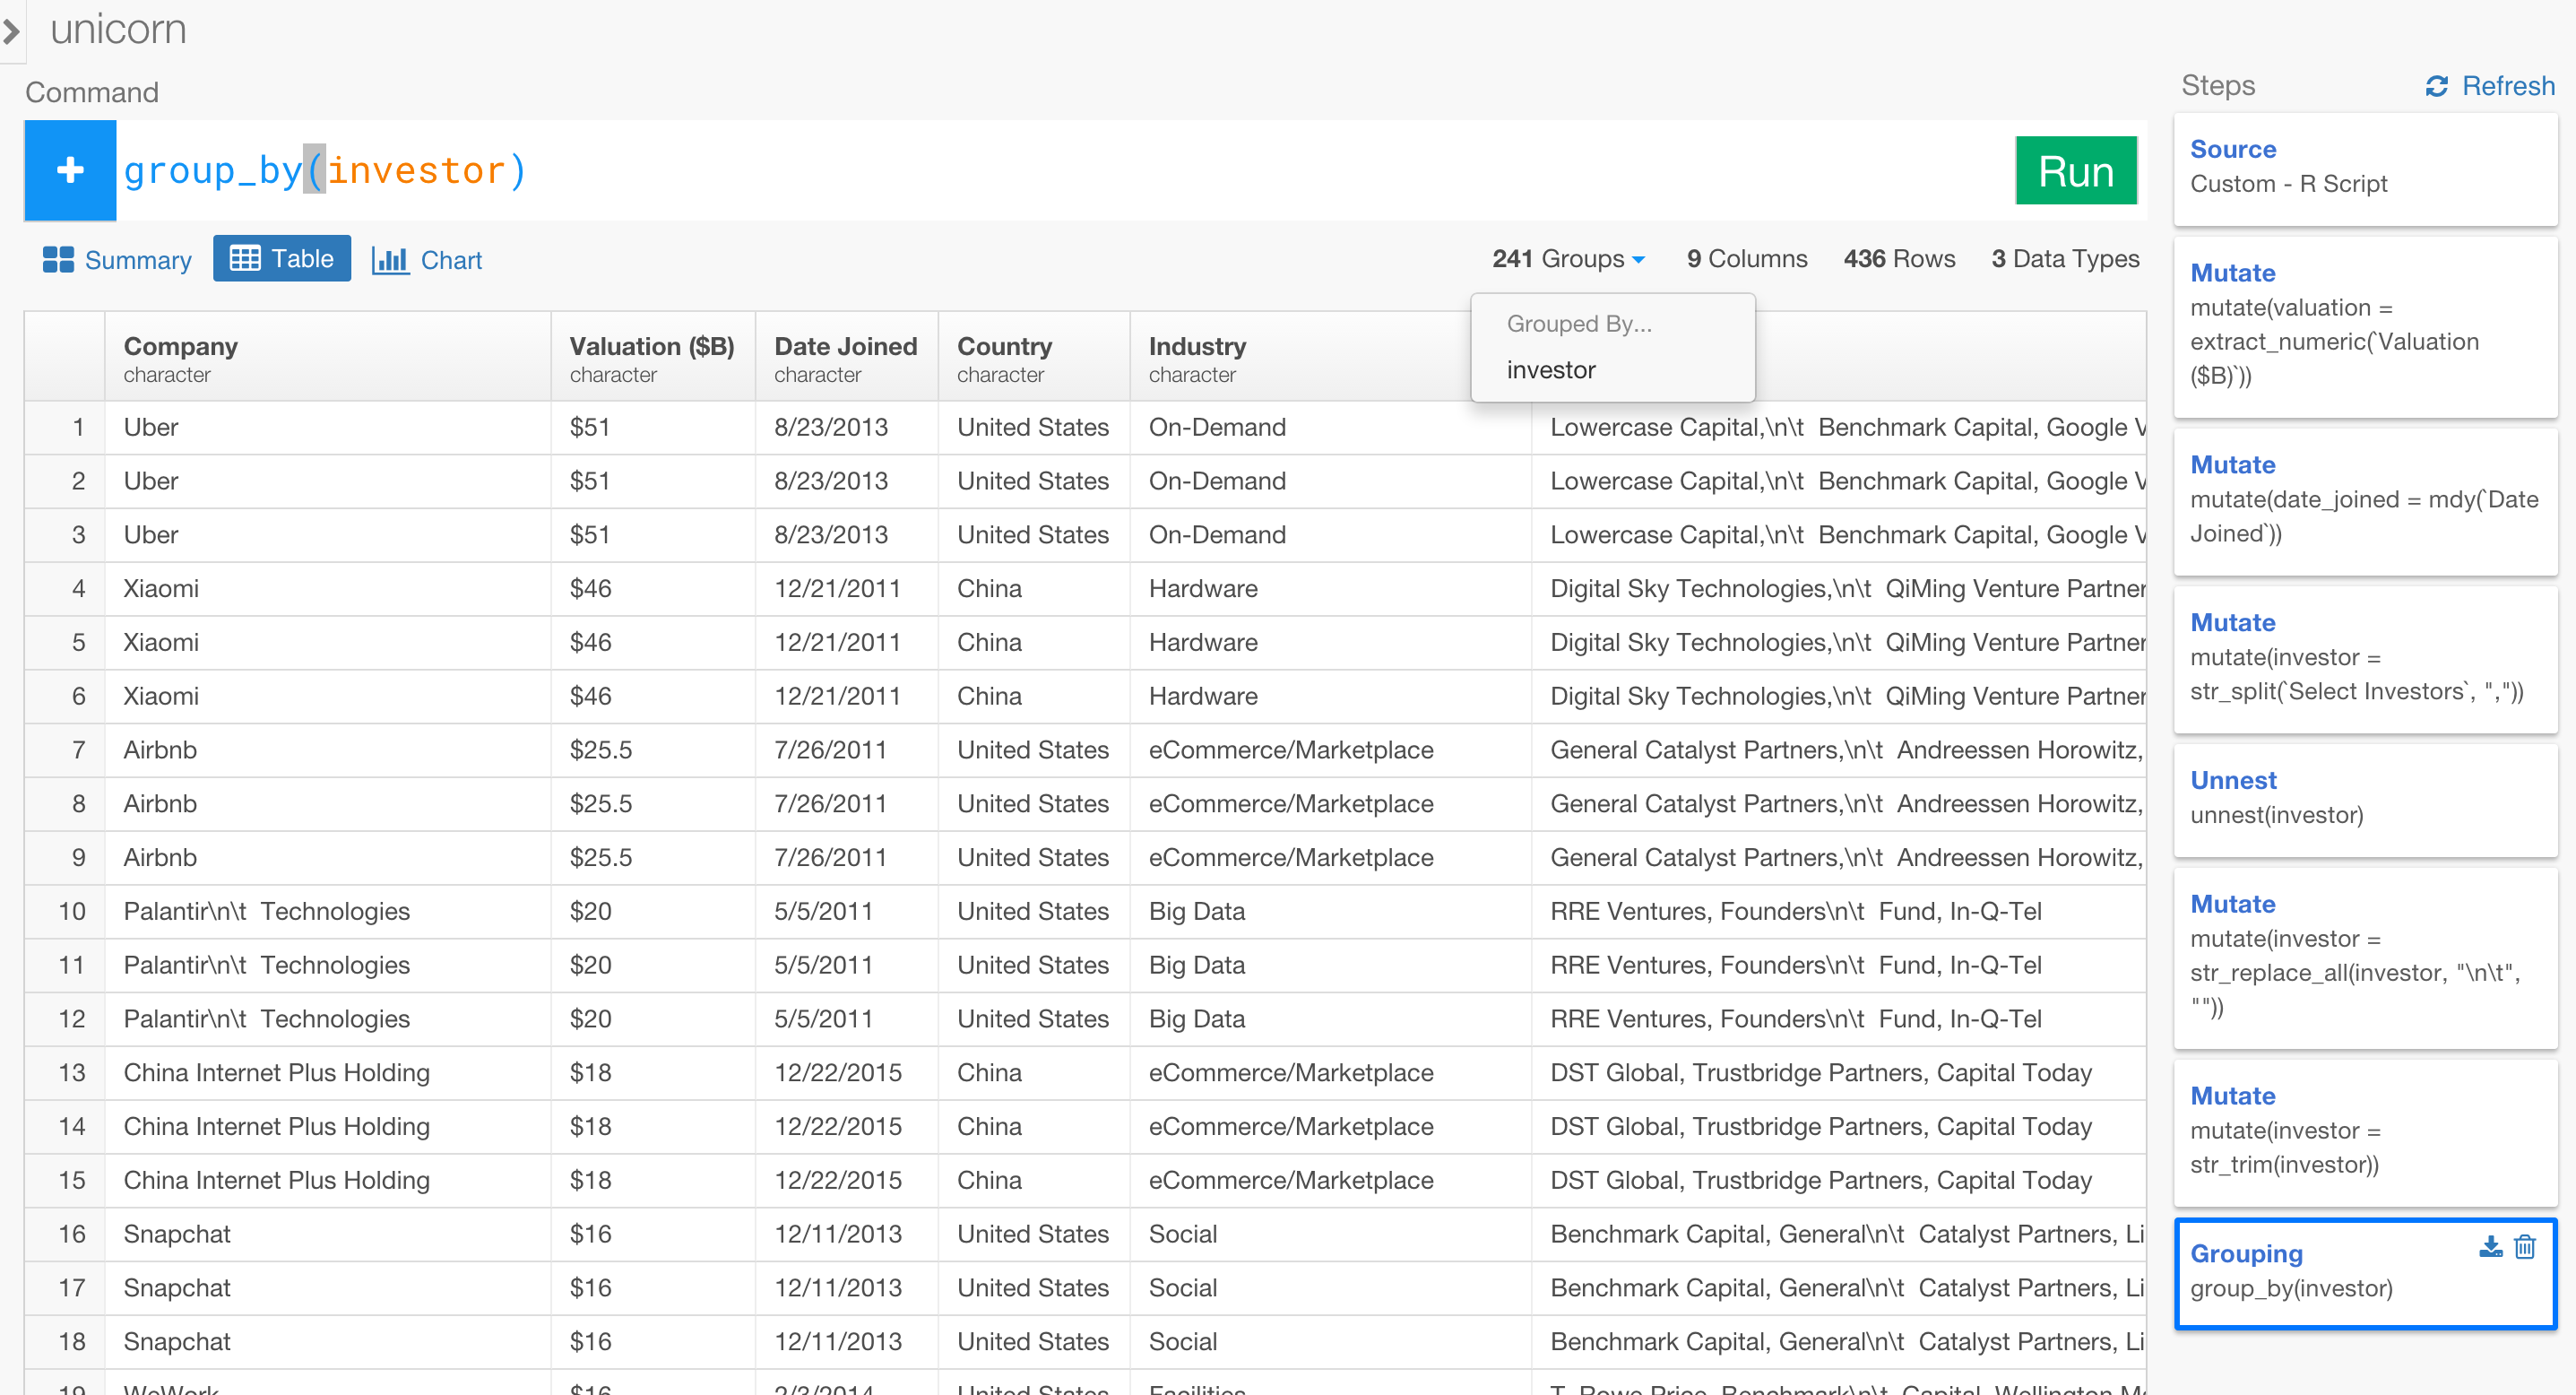 unicorn
Command
Steps
Refresh
group_by(investor)
Run
Summary
Table
Chart
241 Groups
9 Columns
436 Rows
3 Data Types
Grouped By...
investor
Company
character
Valuation ($B)
character
Date Joined
character
Country
character
Industry
character
1 Uber $51 8/23/2013 United States On-Demand Lowercase Capital,\n\t Benchmark Capital, Google
2 Uber $51 8/23/2013 United States On-Demand Lowercase Capital,\n\t Benchmark Capital, Google
3 Uber $51 8/23/2013 United States On-Demand Lowercase Capital,\n\t Benchmark Capital, Google
4 Xiaomi $46 12/21/2011 China Hardware Digital Sky Technologies,\n\t QiMing Venture Partner
5 Xiaomi $46 12/21/2011 China Hardware Digital Sky Technologies,\n\t QiMing Venture Partner
6 Xiaomi $46 12/21/2011 China Hardware Digital Sky Technologies,\n\t QiMing Venture Partner
7 Airbnb $25.5 7/26/2011 United States eCommerce/Marketplace General Catalyst Partners,\n\t Andreessen Horowitz,
8 Airbnb $25.5 7/26/2011 United States eCommerce/Marketplace General Catalyst Partners,\n\t Andreessen Horowitz,
9 Airbnb $25.5 7/26/2011 United States eCommerce/Marketplace General Catalyst Partners,\n\t Andreessen Horowitz,
10 Palantir\n\t Technologies $20 5/5/2011 United States Big Data RRE Ventures, Founders\n\t Fund, In-Q-Tel
11 Palantir\n\t Technologies $20 5/5/2011 United States Big Data RRE Ventures, Founders\n\t Fund, In-Q-Tel
12 Palantir\n\t Technologies $20 5/5/2011 United States Big Data RRE Ventures, Founders\n\t Fund, In-Q-Tel
13 China Internet Plus Holding $18 12/22/2015 China eCommerce/Marketplace DST Global, Trustbridge Partners, Capital Today
14 China Internet Plus Holding $18 12/22/2015 China eCommerce/Marketplace DST Global, Trustbridge Partners, Capital Today
15 China Internet Plus Holding $18 12/22/2015 China eCommerce/Marketplace DST Global, Trustbridge Partners, Capital Today
16 Snapchat $16 12/11/2013 United States Social Benchmark Capital, General\n\t Catalyst Partners, Li
17 Snapchat $16 12/11/2013 United States Social Benchmark Capital, General\n\t Catalyst Partners, Li
18 Snapchat $16 12/11/2013 United States Social Benchmark Capital, General\n\t Catalyst Partners, Li
19 WeWork $16 2/3/2014 United States Facilities T. Rowe Price, Benchmark\n\t Capital, Wellington
Source
Custom - R Script
Mutate
mutate(valuation =
extract_numeric(`Valuation
($B)`))
Mutate
mutate(date_joined = mdy(`Date
Joined`))
Mutate
mutate(investor =
str_split(`Select Investors`, ","))
Unnest
unnest(investor)
Mutate
mutate(investor =
str_replace_all(investor, "\n\t",
""))
Mutate
mutate(investor =
str_trim(investor))
Grouping
group_by(investor)